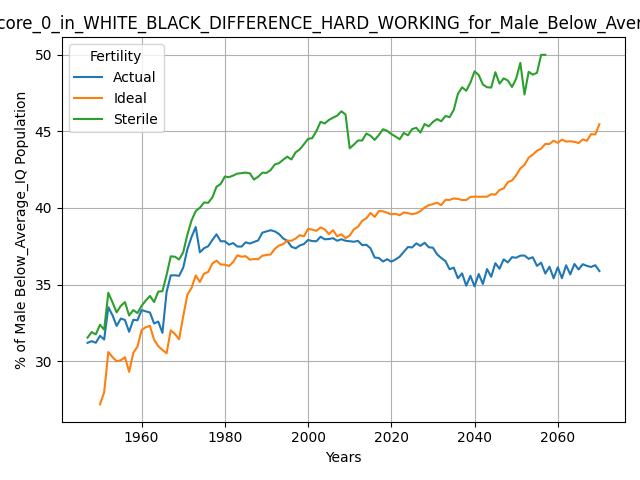 core_0_in_WHITE_BLACK_DIFFERENCE_HARD_WORKING_for_Male_Below_Aver
Fertility
Actual
Ideal
Sterile
% of Male Below_Average_IQ Population
50
45
40
35
30
1960
1980
2000
2020
2040
2060
Years